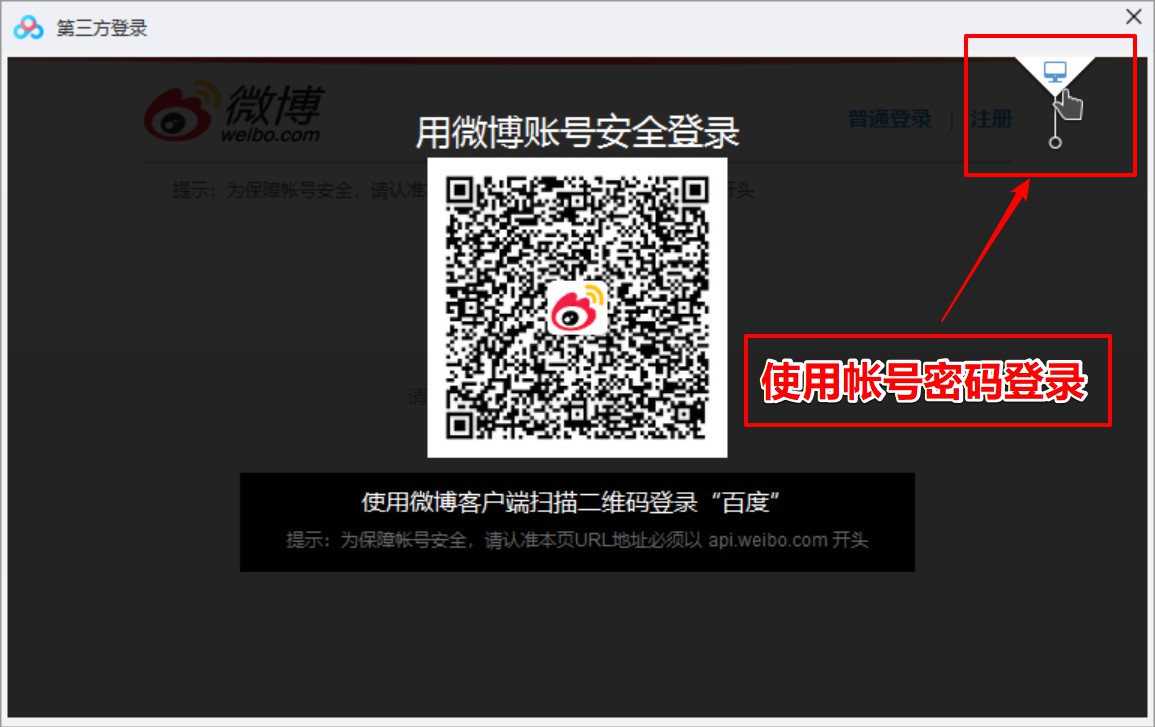 第三方登录
微博
weibo.com
普通登录 | 注册
用微博账号安全登录
提示：为保障帐号安全，请认准
开头
请
使用帐号密码登录
使用微博客户端扫描二维码登录“百度”
提示：为保障帐号安全，请认准本页URL地址必须以 api.weibo.com 开头